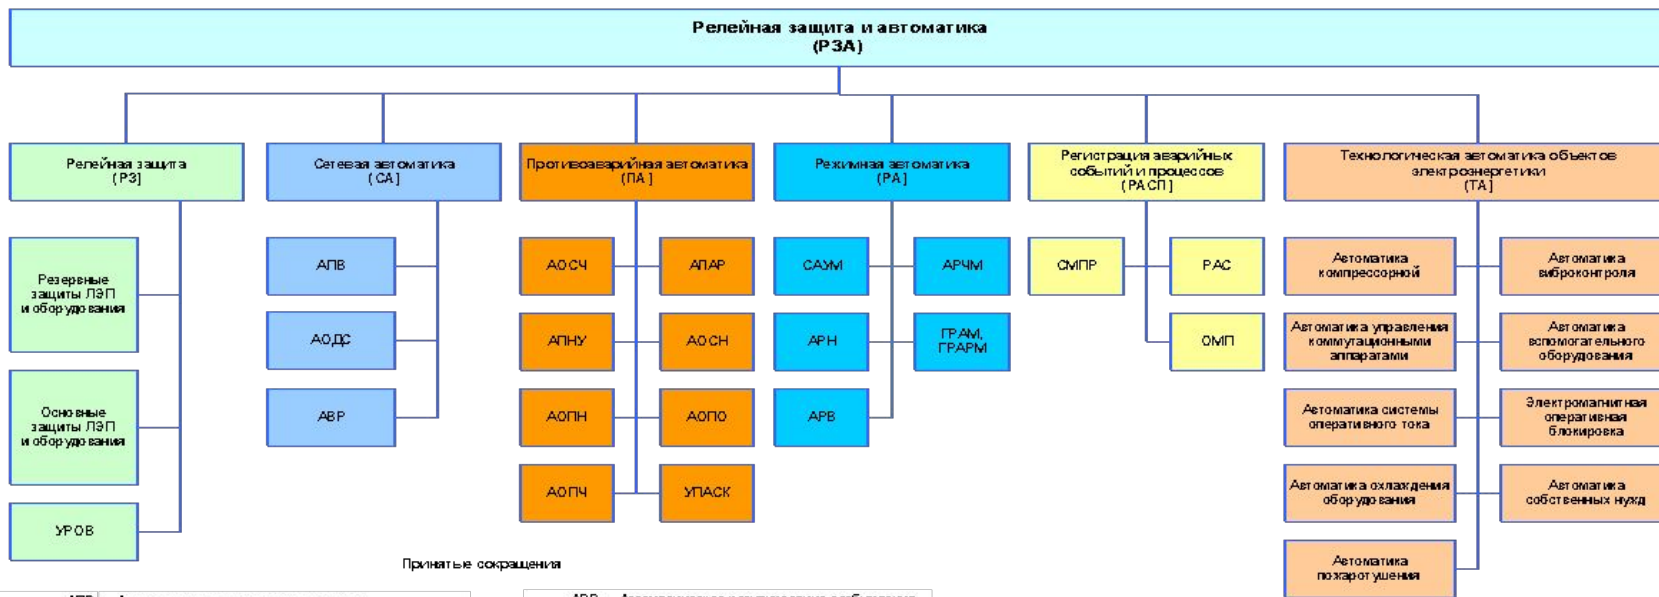 Релейная защита и автоматика
(РЗА)
Релейная защита
(РЗ]
Сетевая автоматика
(СА]
Противоаварийная автоматика
(ПА]
Режимная автоматика
(РА]
Регистрация аварийных
событий и процессов
(РАСП]
Технологическая автоматика объектов
электроэнергетики
(ТА]
Резервные
защиты ЛЭП
и оборудования
Основные
защиты ЛЭП
и оборудования
УРОВ
АПВ
АОДС
АВР
АОСЧ
АПАР
АПНУ
АОСН
АОПН
АОПО
АОПЧ
УПАСК
САУМ
АРЧМ
АРН
ГРАМ,
ГРАРМ
АРВ
СМПР
РАС
ОМП
Автоматика
компрессорной
Автоматика
виброконтроля
Автоматика управления
коммутационными
аппаратами
Автоматика
вспомогательного
оборудования
Автоматика системы
оперативного тока
Электромагнитная
оперативная
блокировка
Автоматика охлаждения
оборудования
Автоматика
собственных нужд
Автоматика
пожаротушения
Принятые сокращения